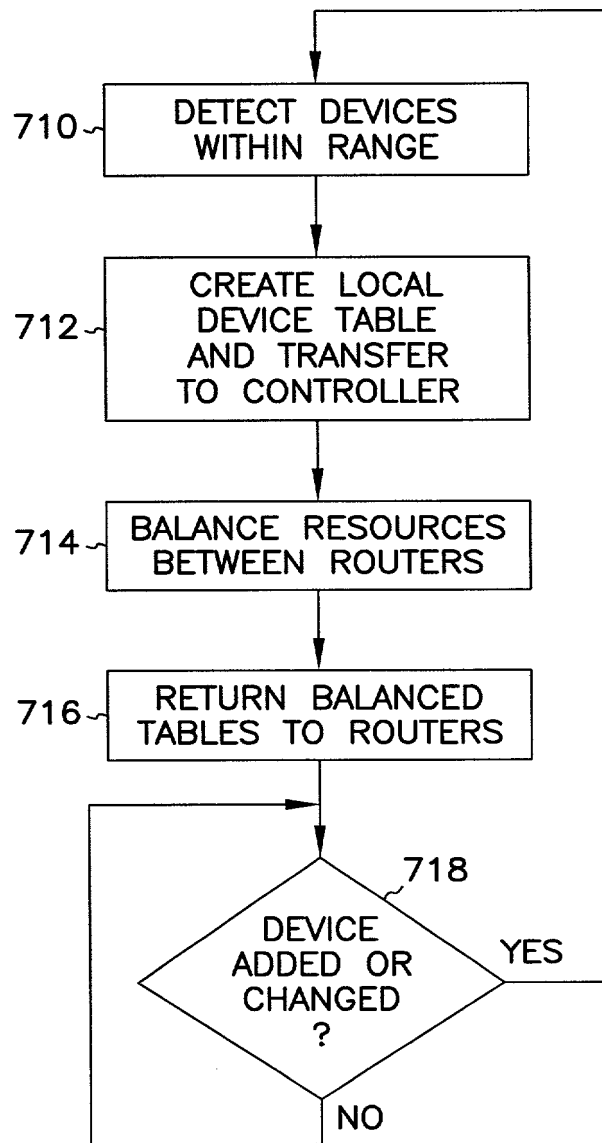 710
DETECT DEVICES
WITHIN RANGE
712
CREATE LOCAL
DEVICE TABLE
AND TRANSFER
TO CONTROLLER
714
BALANCE RESOURCES
BETWEEN ROUTERS
716
RETURN BALANCED
TABLES TO ROUTERS
718
DEVICE
ADDED OR
CHANGED
?
YES
NO